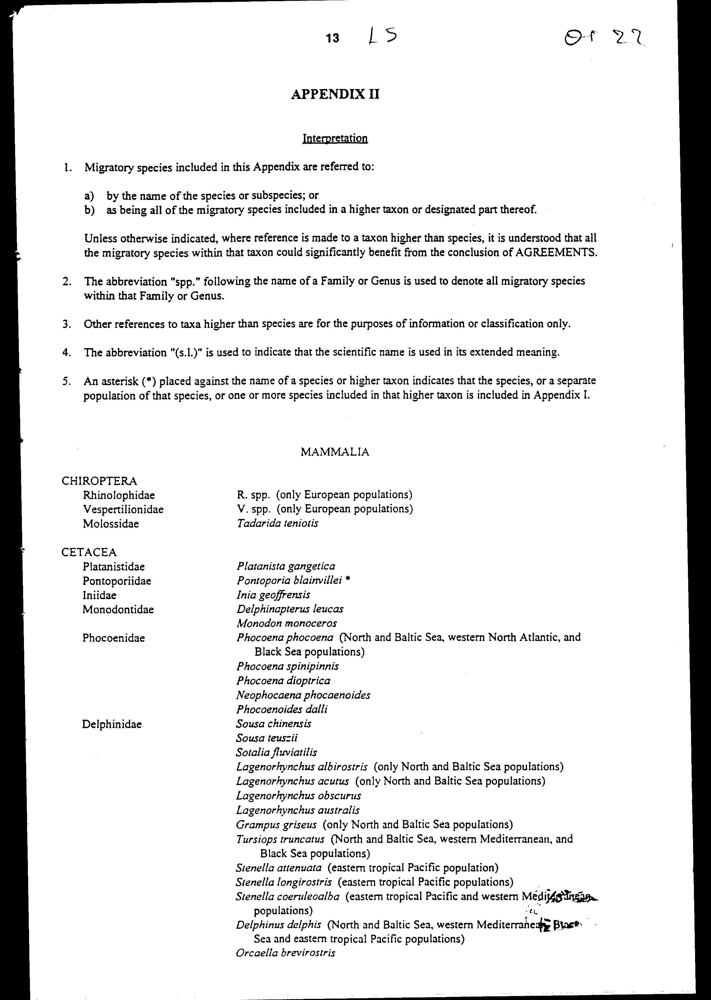 13 LS
22
APPENDIX II
Interpretation
1. Migratory species included in this Appendix are referred to:
a) by the name of the species or subspecies; or
b) as being all of the migratory species included in a higher taxon or designated part thereof.
Unless otherwise indicated, where reference is made to a taxon higher than species, it is understood that all
the migratory species within that taxon could significantly benefit from the conclusion of AGREEMENTS.
2. The abbreviation "spp." following the name of a Family or Genus is used to denote all migratory species
within that Family or Genus.
3. Other references to taxa higher than species are for the purposes of information or classification only.
4. The abbreviation "(s.l.)" is used to indicate that the scientific name is used in its extended meaning.
5. An asterisk (*) placed against the name of a species or higher taxon indicates that the species, or a separate
population of that species, or one or more species included in that higher taxon is included in Appendix I.
MAMMALIA
CHIROPTERA
Rhinolophidae R. spp. (only European populations)
Vespertilionidae V. spp. (only European populations)
Molossidae Tadarida teniotis
CETACEA
Platanistidae Platanista gangetica
Pontoporiidae Pontoporia blainvillei *
Iniidae Inia geoffrensis
Monodontidae Delphinapterus leucas
Monodon monoceros
Phocoenidae Phocoena phocoena (North and Baltic Sea, western North Atlantic, and
Black Sea populations)
Phocoena spinipinnis
Phocoena dioptrica
Neophocaena phocaenoides
Phocoenoides dalli
Delphinidae Sousa chinensis
Sousa teuszii
Sotalia fluviatilis
Lagenorhynchus albirostris (only North and Baltic Sea populations)
Lagenorhynchus acutus (only North and Baltic Sea populations)
Lagenorhynchus obscurus
Lagenorhynchus australis
Grampus griseus (only North and Baltic Sea populations)
Tursiops truncatus (North and Baltic Sea, western Mediterranean, and
Black Sea populations)
Stenella attenuata (eastern tropical Pacific population)
Stenella longirostris (eastern tropical Pacific populations)
Stenella coeruleoalba (eastern tropical Pacific and western Mediterranean
populations)
Delphinus delphis (North and Baltic Sea, western Mediterranean, Black
Sea and eastern tropical Pacific populations)
Orcaella brevirostris